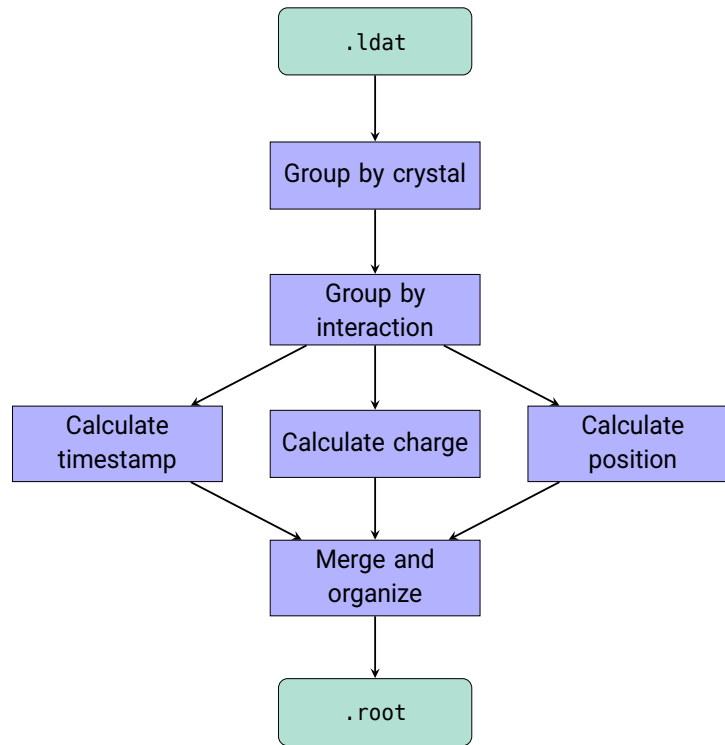 .ldat
Group by crystal
Group by
interaction
Calculate
timestamp
Calculate charge
Calculate
position
Merge and
organize
.root